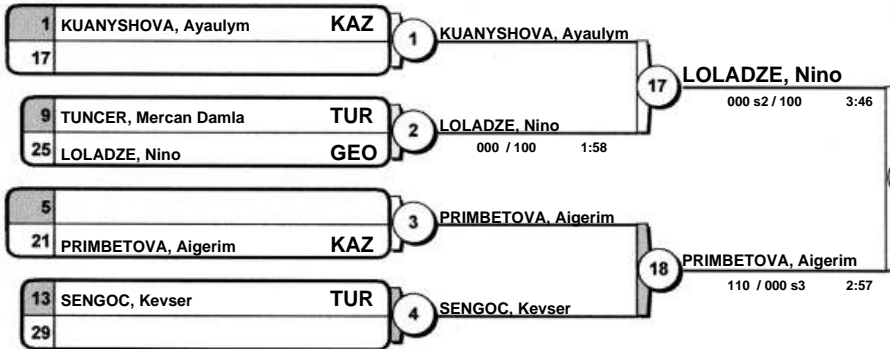 1 KUANYSHOVA, Ayaulym KAZ
17
1 KUANYSHOVA, Ayaulym
9 TUNCER, Mercan Damla TUR
25 LOLADZE, Nino GEO
2 LOLADZE, Nino
000 / 100 1:58
17 LOLADZE, Nino
000 s2 / 100 3:46
5
21 PRIMBETOVA, Aigerim KAZ
3 PRIMBETOVA, Aigerim
13 SENGOC, Kevser TUR
29
4 SENGOC, Kevser
18 PRIMBETOVA, Aigerim
110 / 000 s3 2:57